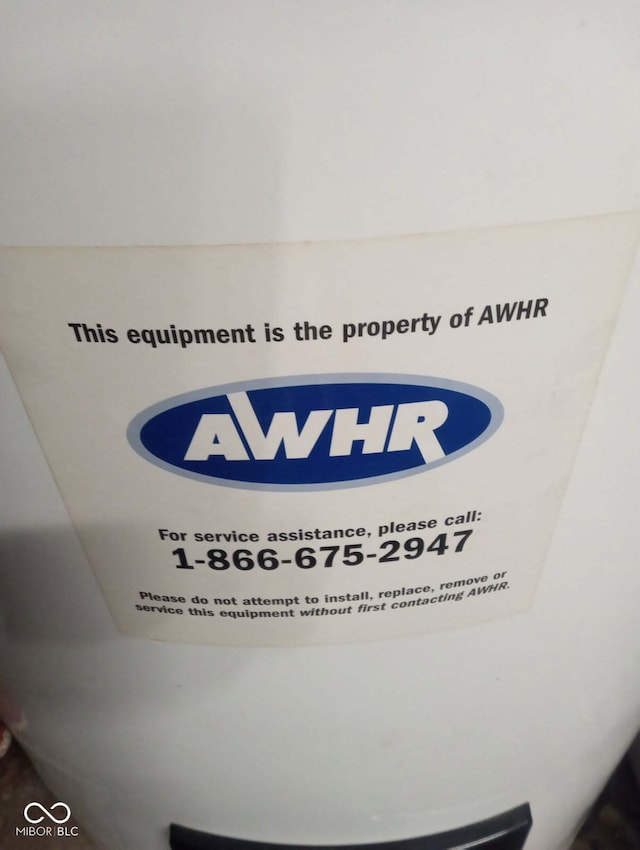 This equipment is the property of AWHR
AWHR
For service assistance, please call:
1-866-675-2947
Please do not attempt to install, replace, remove or
service this equipment without first contacting AWHR.
MIBOR BLC